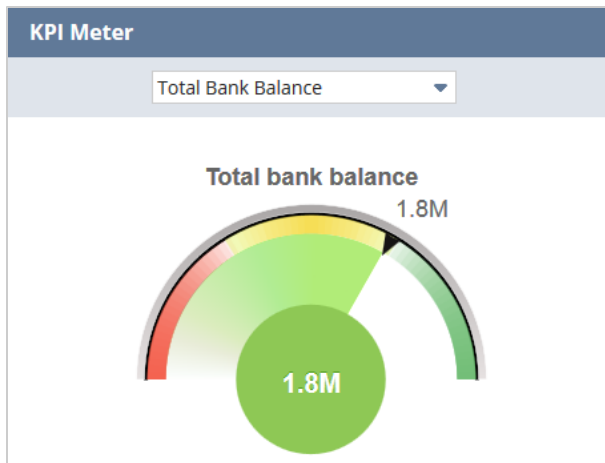 KPI Meter
Total Bank Balance
Total bank balance
1.8M
1.8M